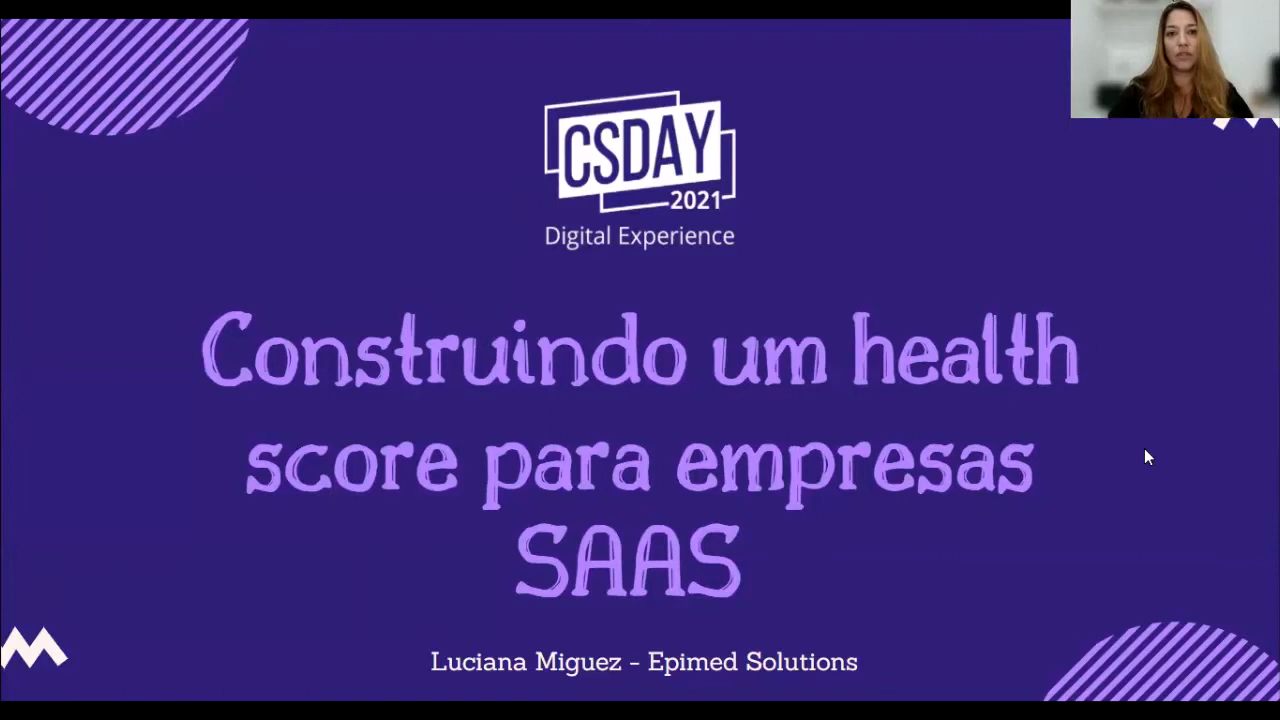 CSDAY
2021
Digital Experience
Construindo um health
score para empresas
SAAS
Luciana Miguez - Epimed Solutions